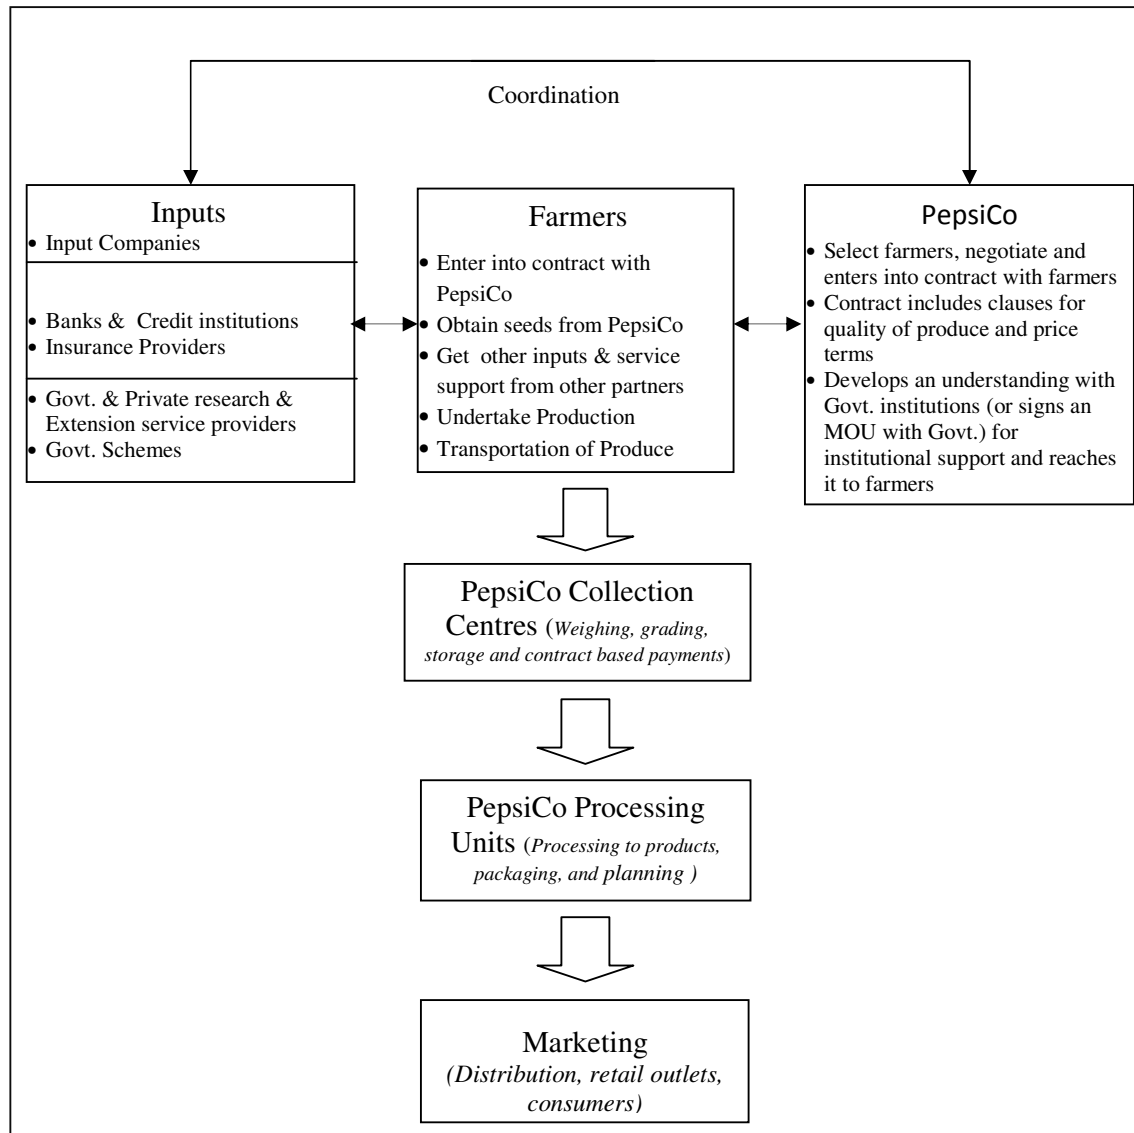 Coordination
Inputs
• Input Companies
• Banks & Credit institutions
• Insurance Providers
• Govt. & Private research &
Extension service providers
• Govt. Schemes
Farmers
• Enter into contract with
PepsiCo
• Obtain seeds from PepsiCo
• Get other inputs & service
support from other partners
• Undertake Production
• Transportation of Produce
PepsiCo
• Select farmers, negotiate and
enters into contract with farmers
• Contract includes clauses for
quality of produce and price
terms
• Develops an understanding with
Govt. institutions (or signs an
MOU with Govt.) for
institutional support and reaches
it to farmers
PepsiCo Collection
Centres (Weighing, grading,
storage and contract based payments)
PepsiCo Processing
Units (Processing to products,
packaging, and planning )
Marketing
(Distribution, retail outlets,
consumers)